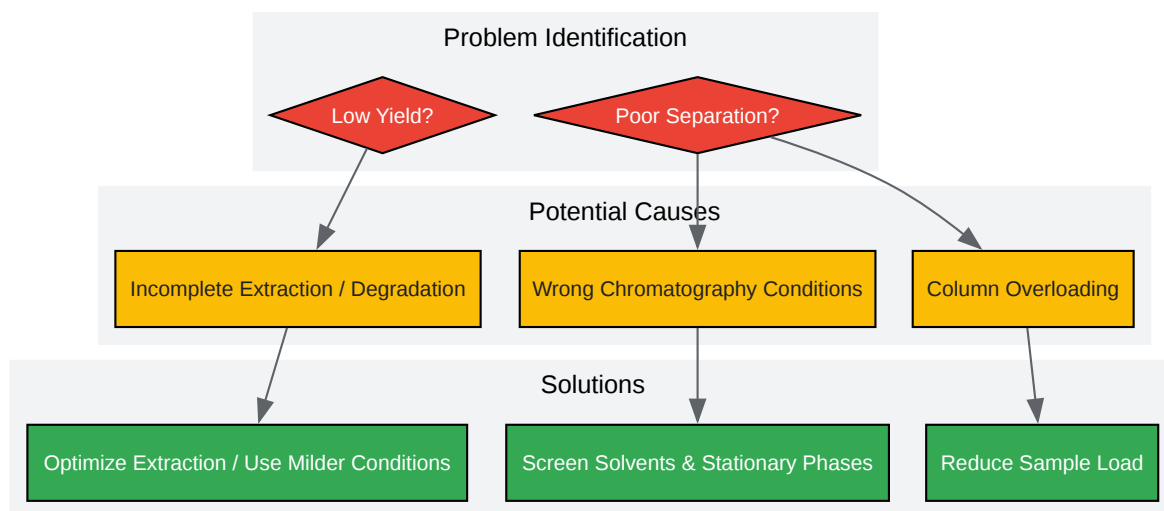 Problem Identification
Low Yield?
Poor Separation?
Potential Causes
Incomplete Extraction / Degradation
Wrong Chromatography Conditions
Column Overloading
Solutions
Optimize Extraction / Use Milder Conditions
Screen Solvents & Stationary Phases
Reduce Sample Load